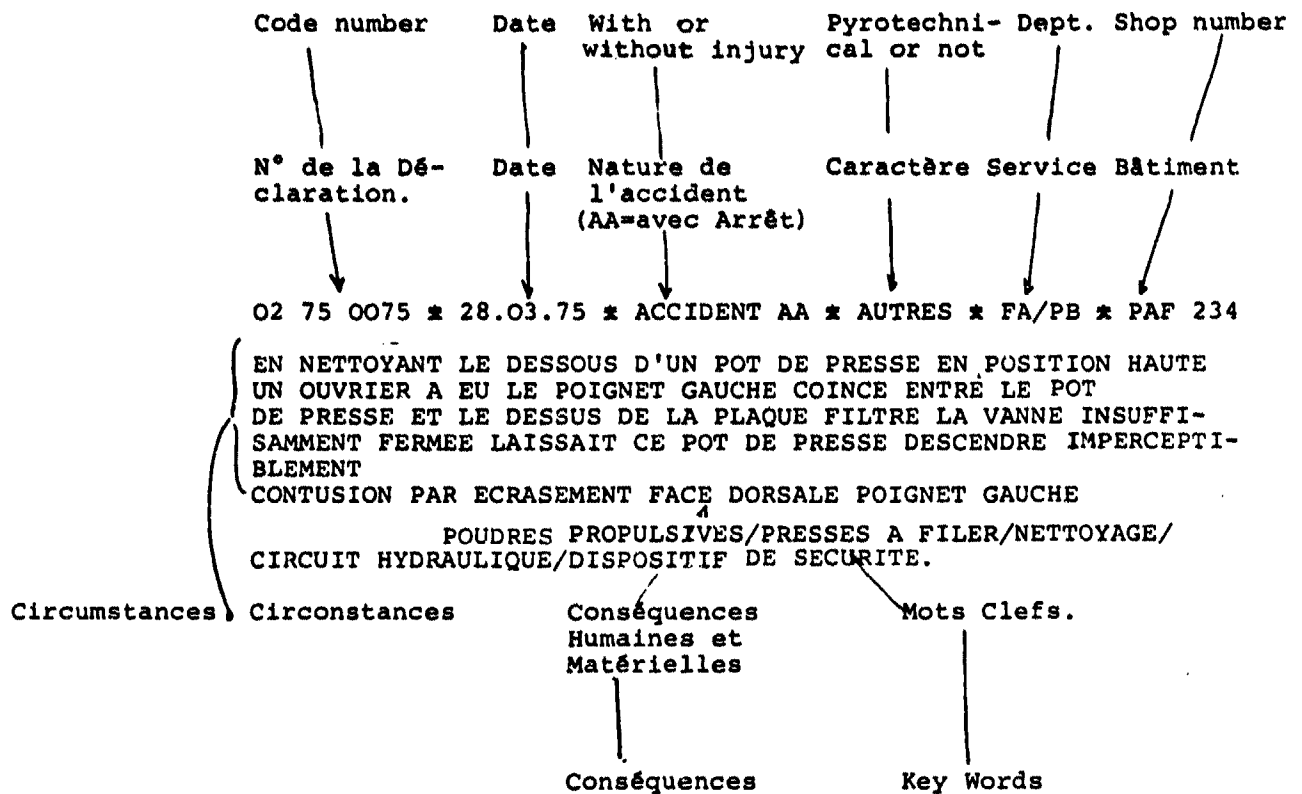 Code number Date With or Pyrotechni- Dept. Shop number
without injury cal or not
N° de la Dé- Date Nature de Caractère Service Bâtiment
claration. l'accident
(AA=avec Arrêt)
02 75 0075 * 28.03.75 * ACCIDENT AA * AUTRES * FA/PB * PAF 234
EN NETTOYANT LE DESSOUS D'UN POT DE PRESSE EN POSITION HAUTE
UN OUVRIER A EU LE POIGNET GAUCHE COINCE ENTRE LE POT
DE PRESSE ET LE DESSUS DE LA PLAQUE FILTRE LA VANNE INSUFFI-
SAMMENT FERMEE LAISSAIT CE POT DE PRESSE DESCENDRE IMPERCEPTI-
BLEMENT
CONTUSION PAR ECRASEMENT FACE DORSALE POIGNET GAUCHE
POUDRES PROPULSIVES/PRESSES A FILER/NETTOYAGE/
CIRCUIT HYDRAULIQUE/DISPOSITIF DE SECURITE.
Circumstances Circonstances Conséquences Mots Clefs.
Humaines et
Matérielles
Conséquences Key Words